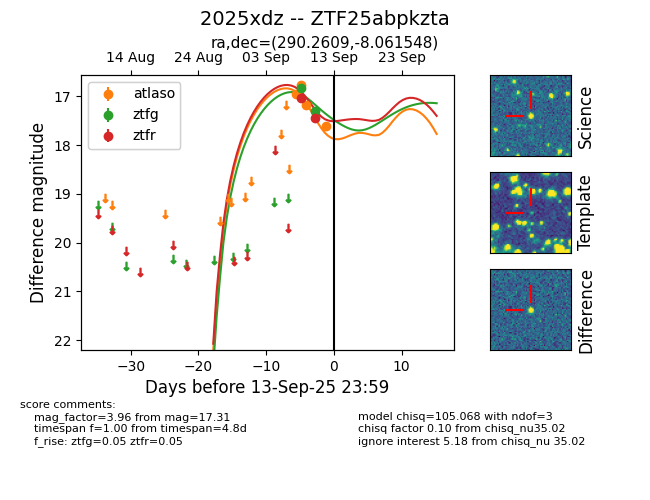 2025xdz -- ZTF25abpkzta
ra,dec=(290.2609,-8.061548)
14 Aug 24 Aug 03 Sep 13 Sep 23 Sep
atlaso
ztfg
ztfr
17
18
19
20
21
22
Difference magnitude
−30 −20 −10 0 10
Days before 13-Sep-25 23:59
Science
Template
Difference
score comments:
mag_factor=3.96 from mag=17.31
timespan f=1.00 from timespan=4.8d
f_rise: ztfg=0.05 ztfr=0.05
model chisq=105.068 with ndof=3
chisq factor 0.10 from chisq_nu35.02
ignore interest 5.18 from chisq_nu 35.02